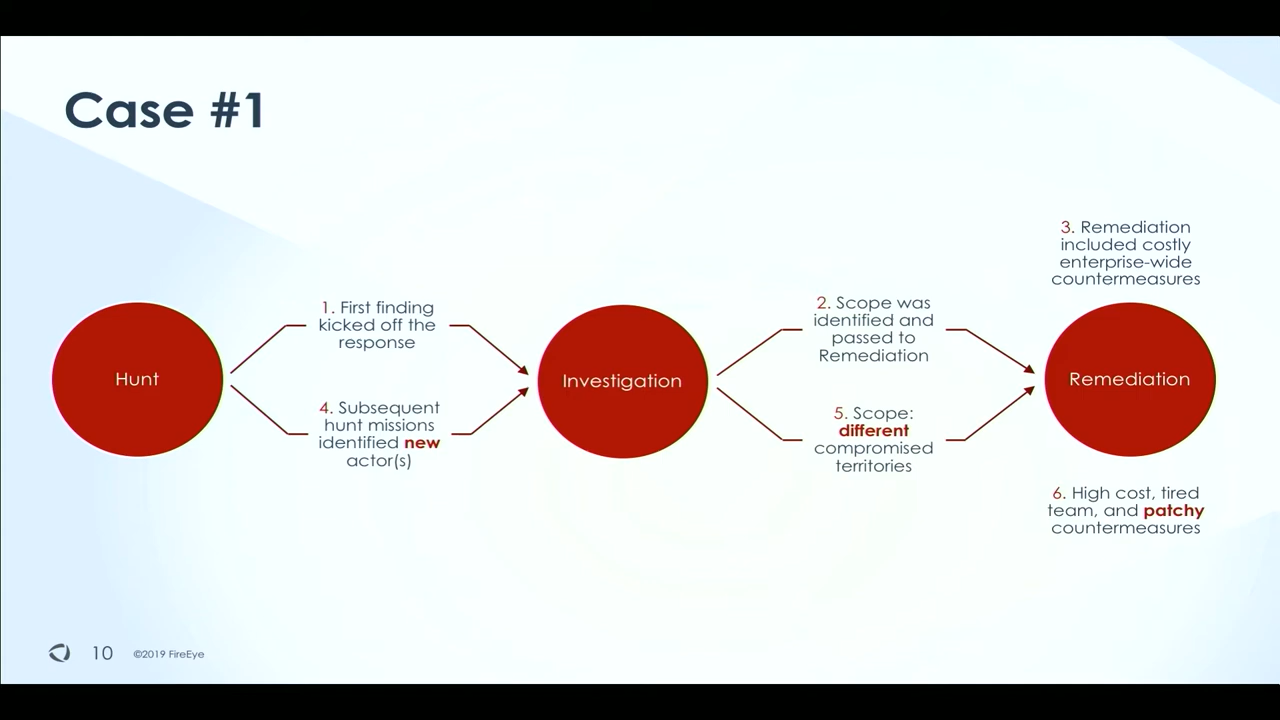 Case #1
Hunt
1. First finding
kicked off the
response
4. Subsequent
hunt missions
identified new
actor(s)
Investigation
2. Scope was
identified and
passed to
Remediation
5. Scope:
different
compromised
territories
3. Remediation
included costly
enterprise-wide
countermeasures
Remediation
6. High cost, tired
team, and patchy
countermeasures
10 ©2019 FireEye